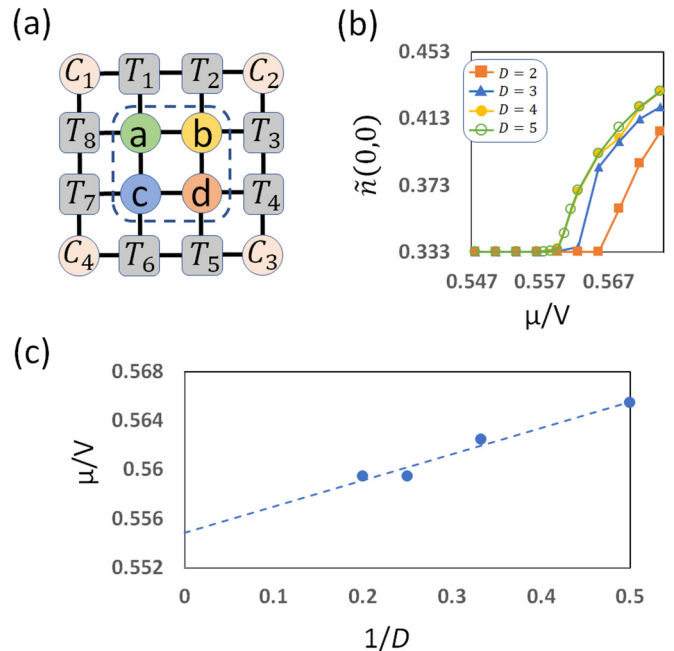 (a)
C₁ T₁ T₂ C₂
T₈ a b T₃
T₇ c d T₄
C₄ T₆ T₅ C₃
(b)
ñ(0,0)
0.453
0.413
0.373
0.333
D = 2
D = 3
D = 4
D = 5
0.547 0.557 0.567
μ/V
(c)
μ/V
0.568
0.564
0.56
0.556
0.552
0 0.1 0.2 0.3 0.4 0.5
1/D